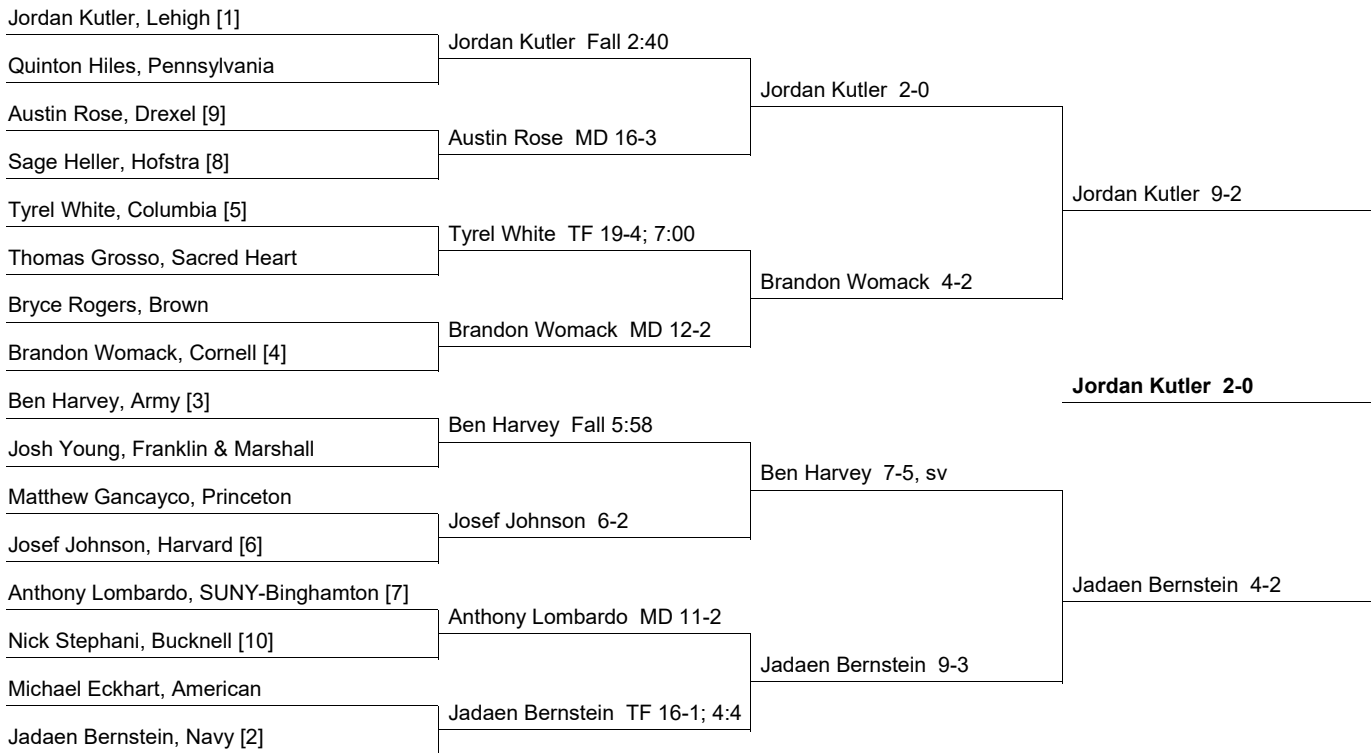 Jordan Kutler, Lehigh [1]
Quinton Hiles, Pennsylvania
Austin Rose, Drexel [9]
Sage Heller, Hofstra [8]
Tyrel White, Columbia [5]
Thomas Grosso, Sacred Heart
Bryce Rogers, Brown
Brandon Womack, Cornell [4]
Ben Harvey, Army [3]
Josh Young, Franklin & Marshall
Matthew Gancayco, Princeton
Josef Johnson, Harvard [6]
Anthony Lombardo, SUNY-Binghamton [7]
Nick Stephani, Bucknell [10]
Michael Eckhart, American
Jadaen Bernstein, Navy [2]
Jordan Kutler Fall 2:40
Austin Rose MD 16-3
Tyrel White TF 19-4; 7:00
Brandon Womack MD 12-2
Ben Harvey Fall 5:58
Josef Johnson 6-2
Anthony Lombardo MD 11-2
Jadaen Bernstein TF 16-1; 4:4
Jordan Kutler 2-0
Brandon Womack 4-2
Ben Harvey 7-5, sv
Jadaen Bernstein 9-3
Jordan Kutler 9-2
Jadaen Bernstein 4-2
Jordan Kutler 2-0